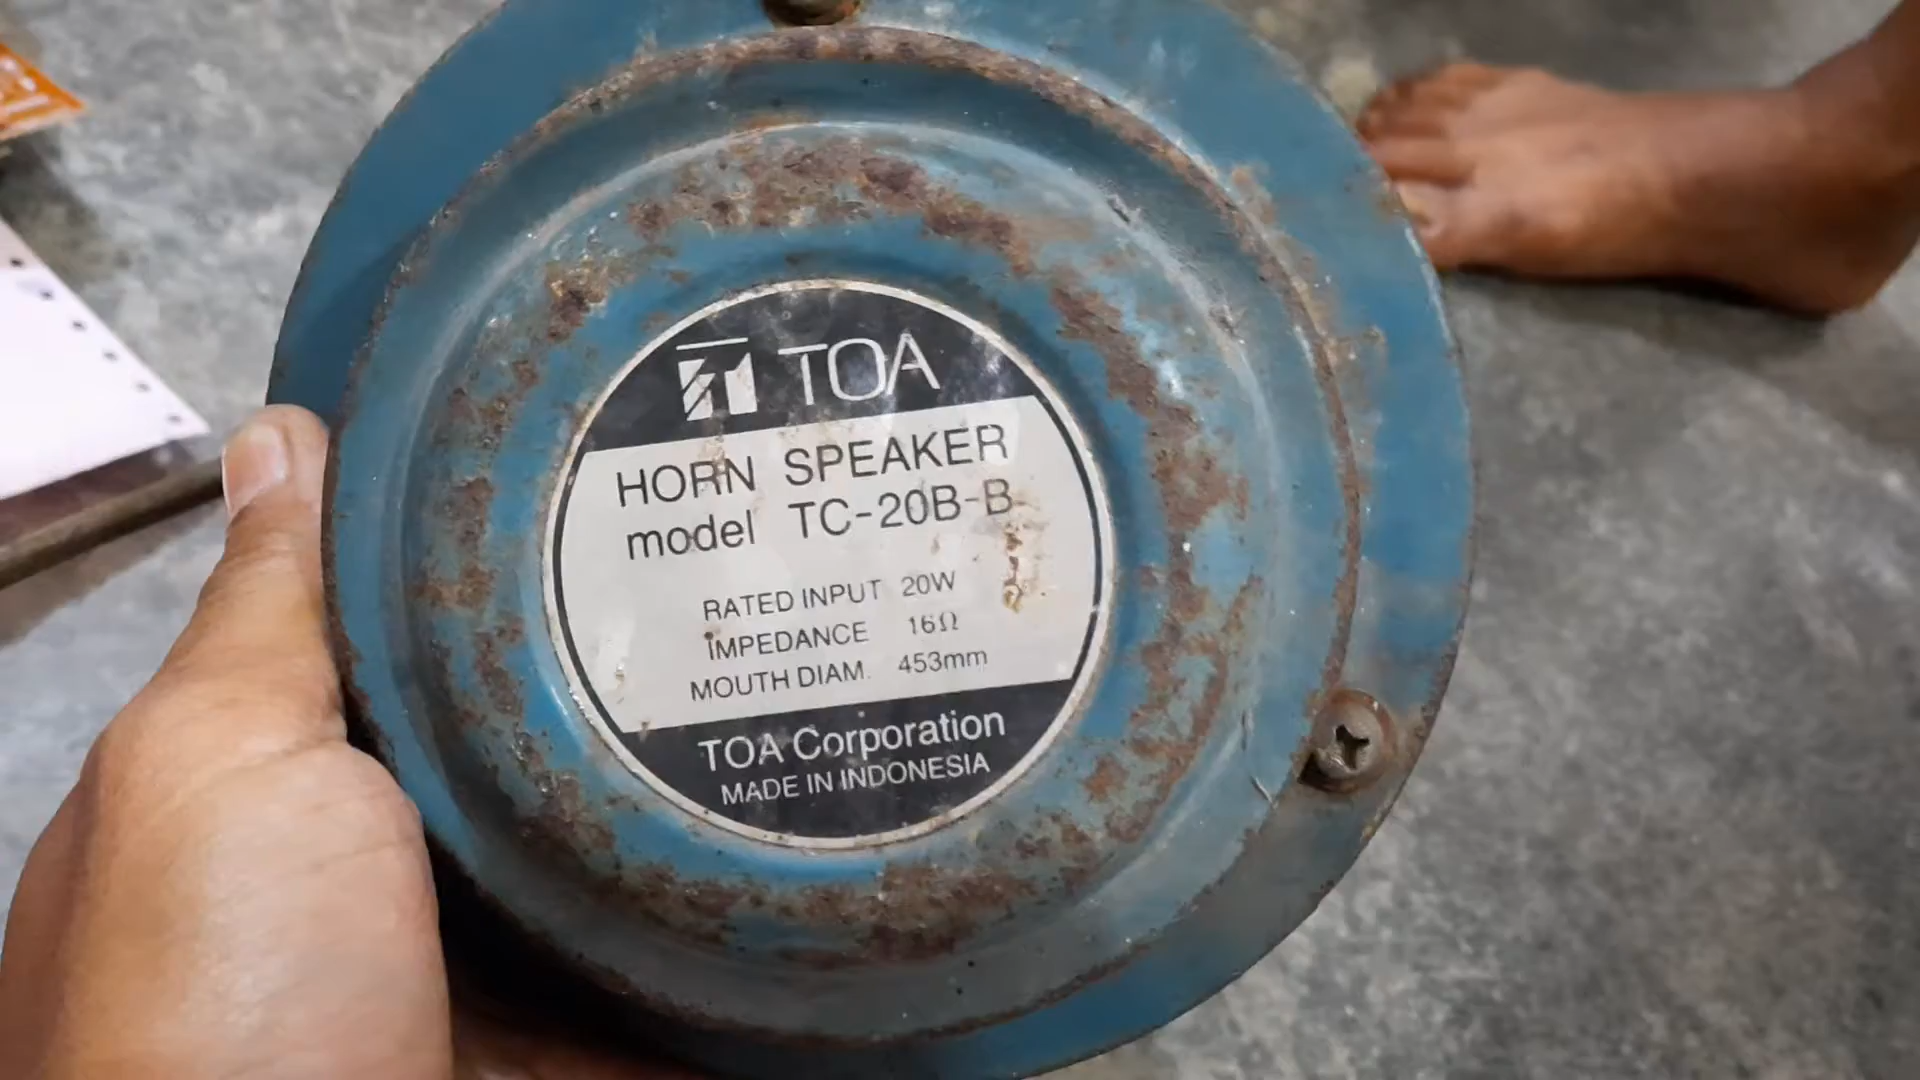 TOA
HORN SPEAKER
model TC-20B-B
RATED INPUT 20W
IMPEDANCE 16Ω
MOUTH DIAM. 453mm
TOA Corporation
MADE IN INDONESIA